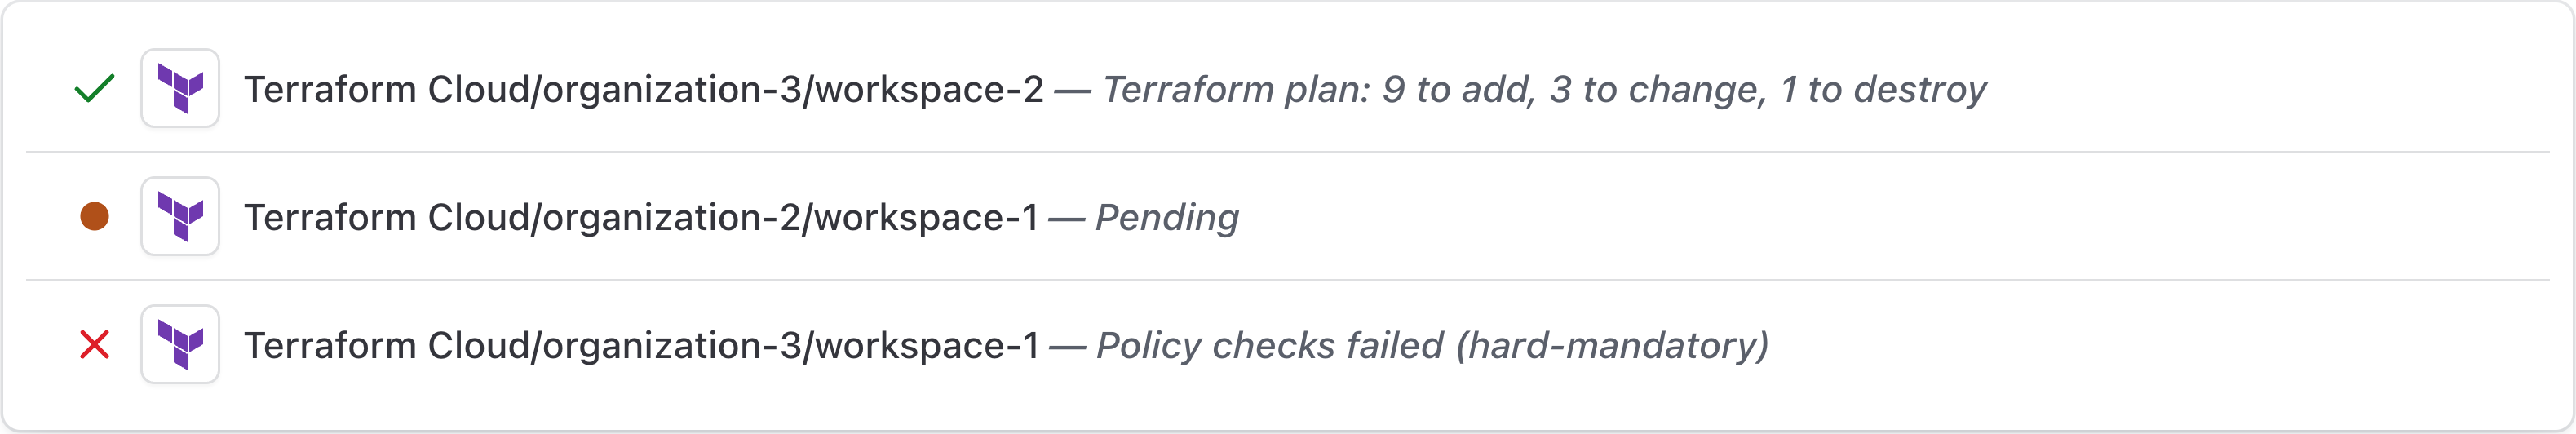 Terraform Cloud/organization-3/workspace-2 — Terraform plan: 9 to add, 3 to change, 1 to destroy
Terraform Cloud/organization-2/workspace-1 — Pending
Terraform Cloud/organization-3/workspace-1 — Policy checks failed (hard-mandatory)